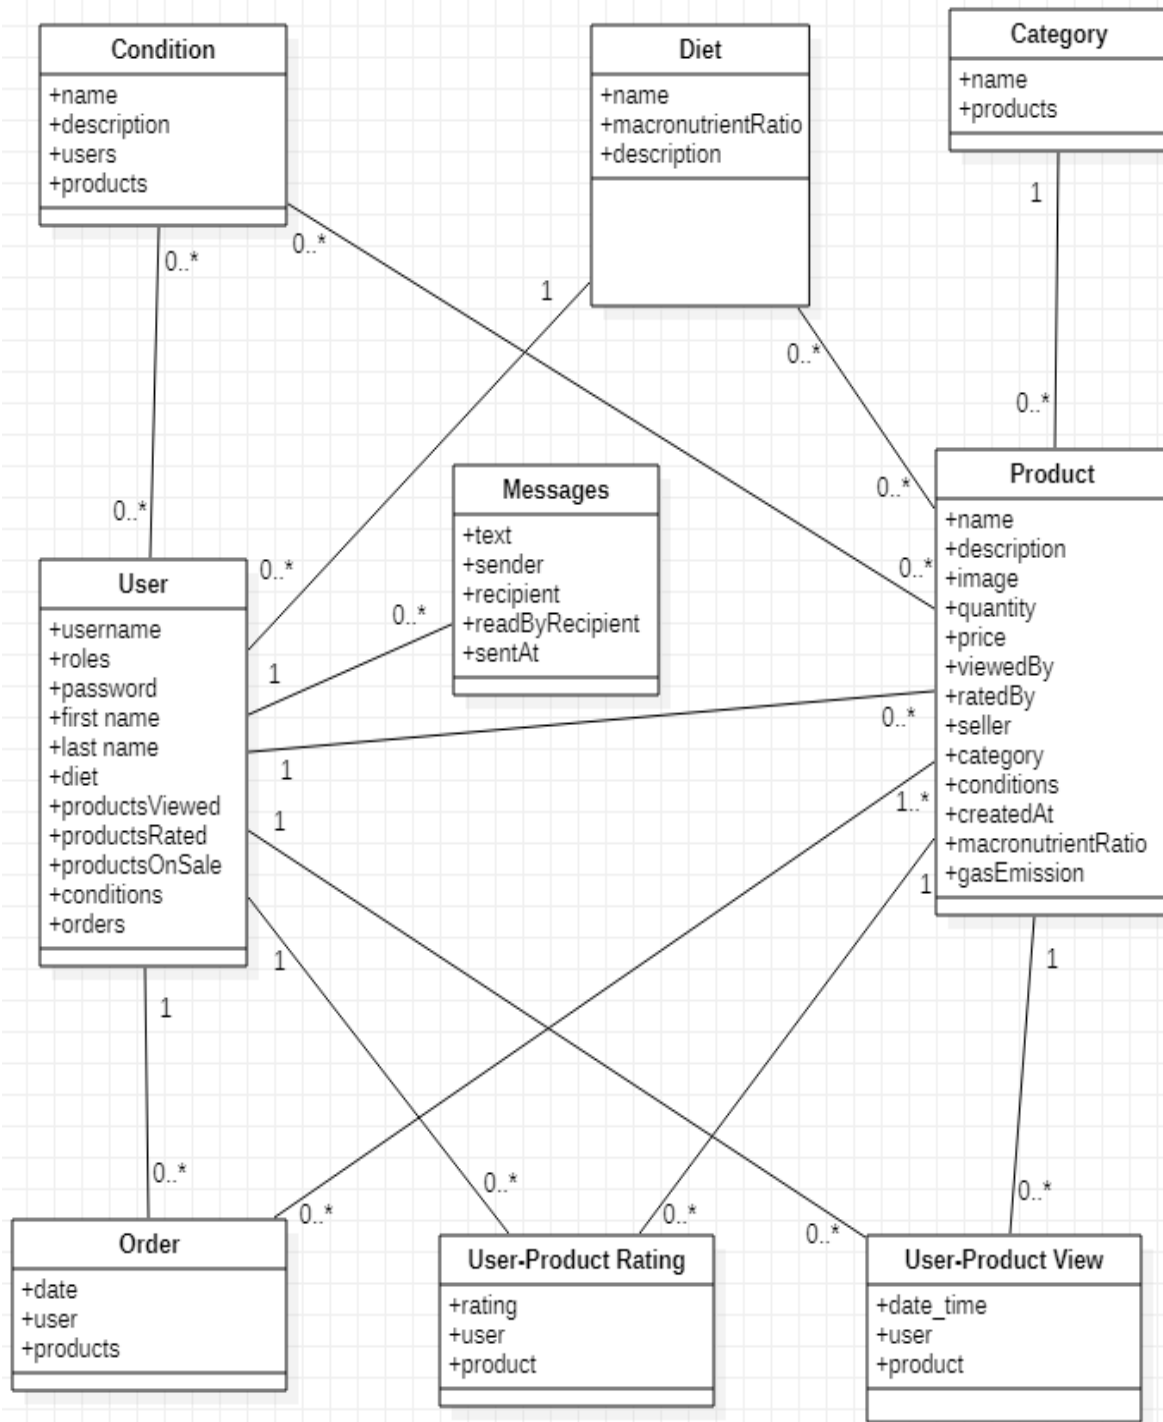 Condition
+name
+description
+users
+products
Diet
+name
+macronutrientRatio
+description
Category
+name
+products
1
0..*
0..*
1
0..*
0..*
0..*
0..*
0..*
0..*
Messages
+text
+sender
+recipient
+readByRecipient
+sentAt
Product
+name
+description
+image
+quantity
+price
+viewedBy
+ratedBy
+seller
+category
+conditions
+createdAt
+macronutrientRatio
+gasEmission
User
+username
+roles
+password
+first name
+last name
+diet
+productsViewed
+productsRated
+productsOnSale
+conditions
+orders
0..*
1
0..*
1
1
1..*
1
1
1
1
0..*
0..*
0..*
0..*
0..*
Order
+date
+user
+products
User-Product Rating
+rating
+user
+product
User-Product View
+date_time
+user
+product